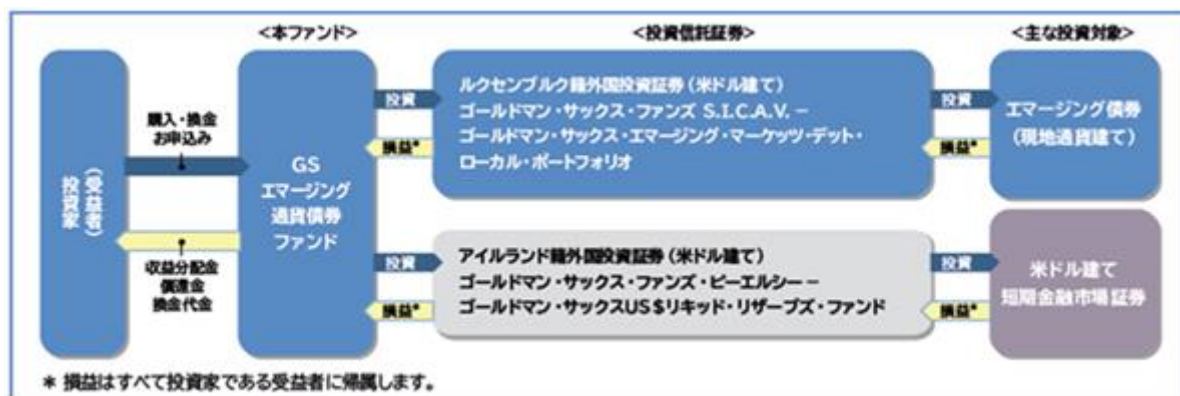 <本ファンド>
<投資信託証券>
<主な投資対象>
投資家
(受益者)
購入・換金
お申込み
収益分配金
償還金
換金代金
GS
エマージング
通貨債券
ファンド
投資
損益*
ルクセンブルク籍外国投資証券(米ドル建て)
ゴールドマン・サックス・ファンズ S.I.C.A.V.－
ゴールドマン・サックス・エマージング・マーケッツ・デット・
ローカル・ポートフォリオ
投資
損益*
エマージング債券
(現地通貨建て)
投資
損益*
アイルランド籍外国投資証券(米ドル建て)
ゴールドマン・サックス・ファンズ・ピーエルシー－
ゴールドマン・サックスUS$リキッド・リザーブズ・ファンド
投資
損益*
米ドル建て
短期金融市場証券
* 損益はすべて投資家である受益者に帰属します。